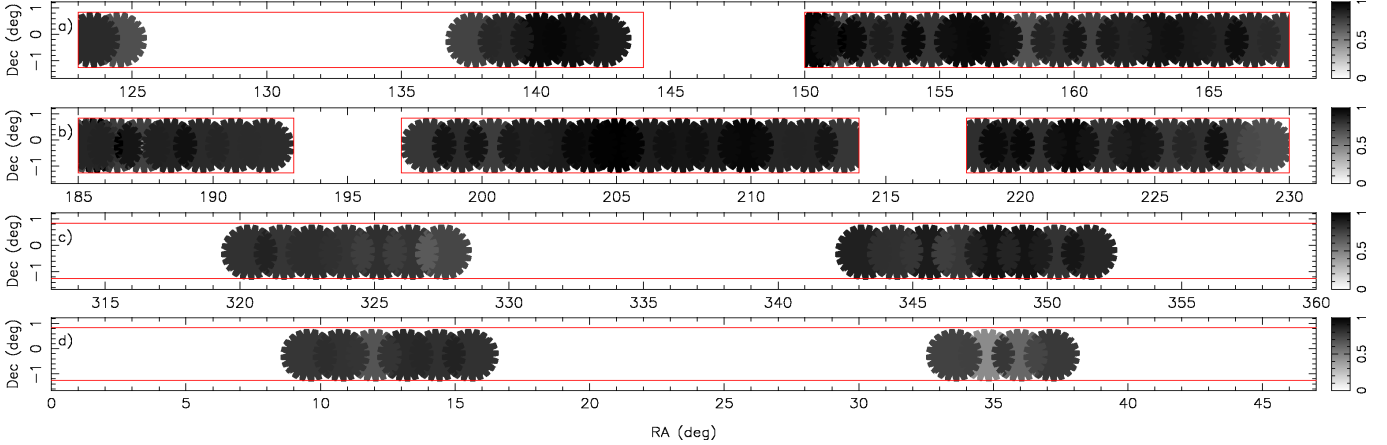 Dec (deg) −1 0 1 a) 0 0.5 1
125 130 135 140 145 150 155 160 165
Dec (deg) −1 0 1 b) 0 0.5 1
185 190 195 200 205 210 215 220 225 230
Dec (deg) −1 0 1 c) 0 0.5 1
315 320 325 330 335 340 345 350 355 360
Dec (deg) −1 0 1 d) 0 0.5 1
0 5 10 15 20 25 30 35 40 45
RA (deg)